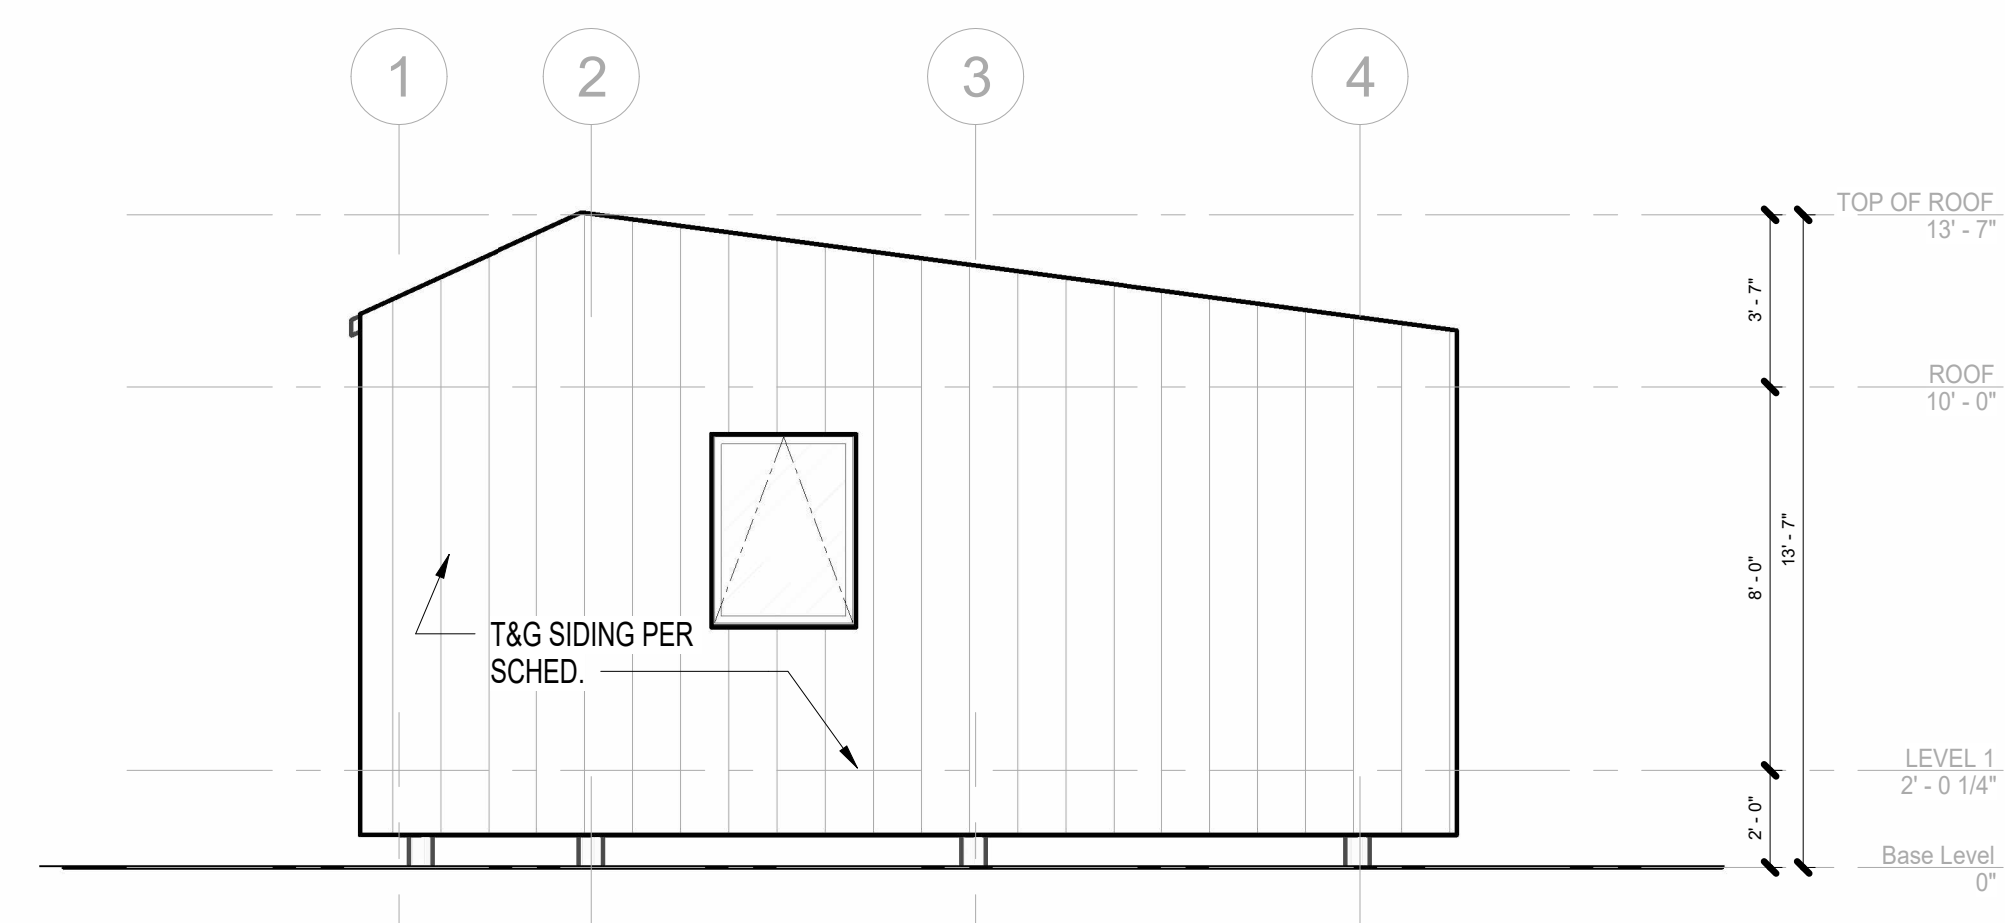 1
2
3
4
TOP OF ROOF
13' - 7"
3' - 7"
ROOF
10' - 0"
13' - 7"
8' - 0"
T&G SIDING PER
SCHED.
LEVEL 1
2' - 0 1/4"
2' - 0"
Base Level
0"